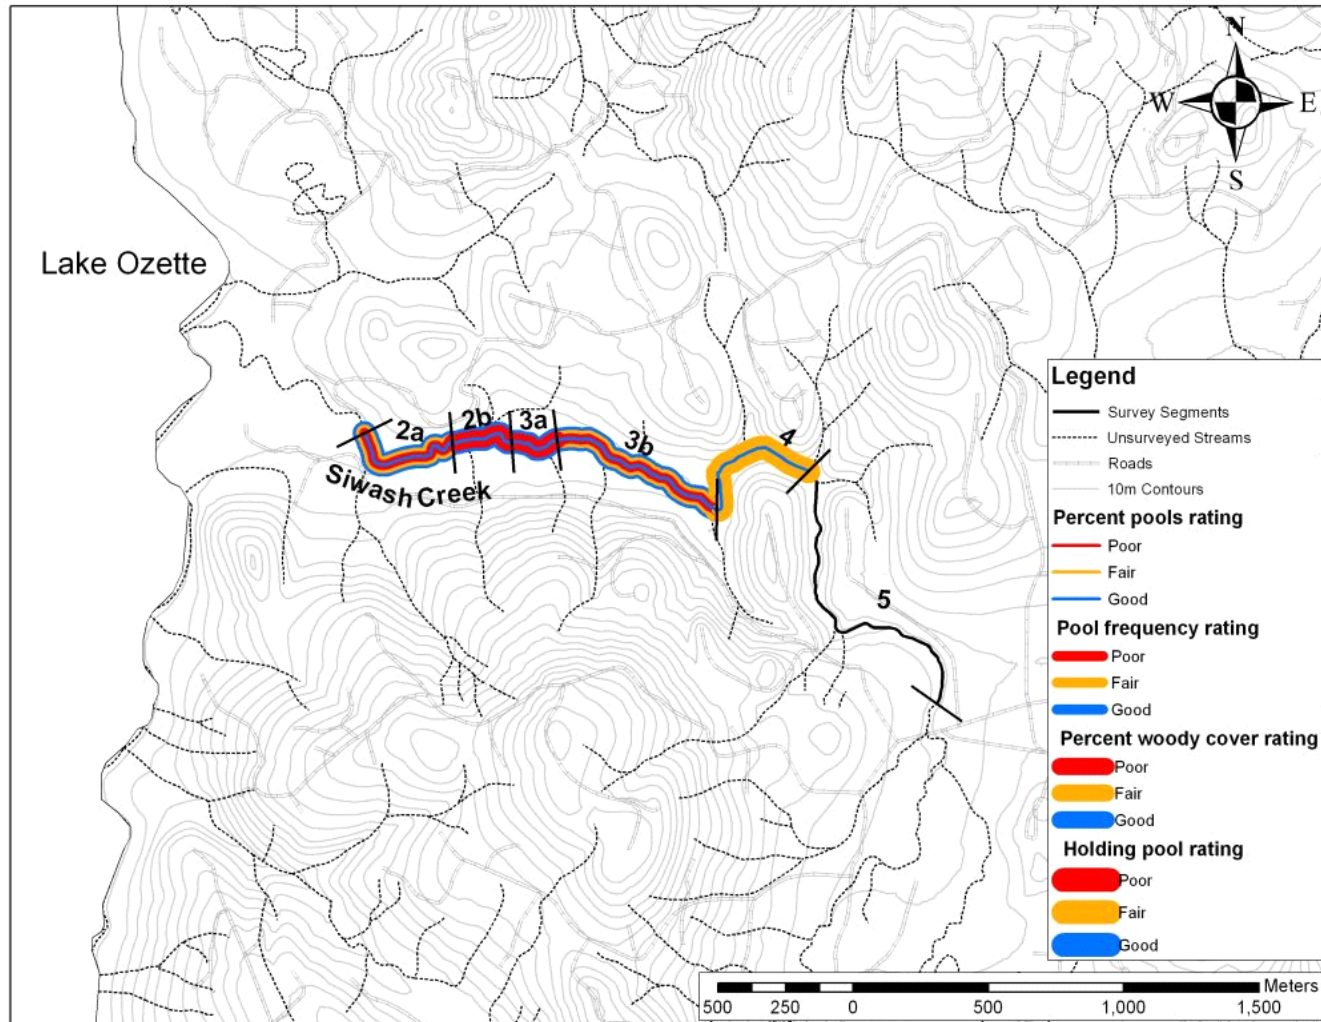 N
W E
S
Lake Ozette
2a
2b
3a
3b
4
5
Siwash Creek
Legend
Survey Segments
Unsurveyed Streams
Roads
10m Contours
Percent pools rating
Poor
Fair
Good
Pool frequency rating
Poor
Fair
Good
Percent woody cover rating
Poor
Fair
Good
Holding pool rating
Poor
Fair
Good
Meters
500 250 0 500 1,000 1,500